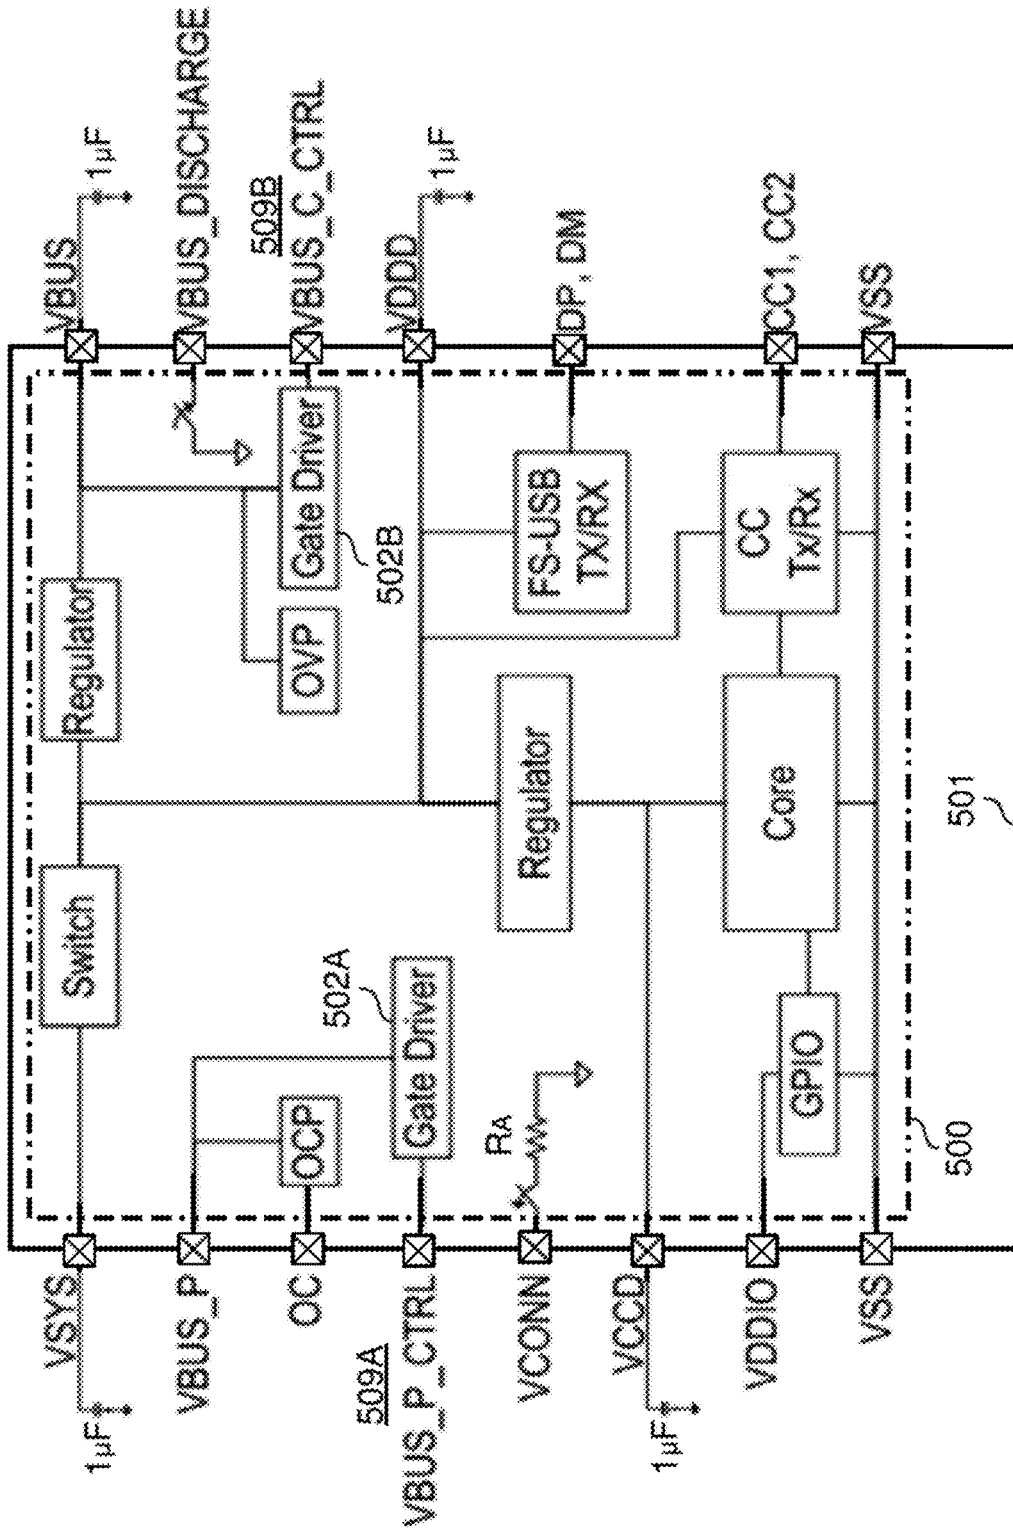 VSYS
1µF
VBUS_P
OC
509A
VBUS_P_CTRL
VCONN
VCCD
1µF
VDDIO
VSS
Switch
Regulator
OCP
502A
Gate Driver
OVP
Gate Driver
502B
RA
Regulator
FS-USB
TX/RX
GPIO
Core
CC
Tx/Rx
500
501
VBUS
1µF
VBUS_DISCHARGE
509B
VBUS_C_CTRL
VDDD
1µF
DP, DM
CC1, CC2
VSS